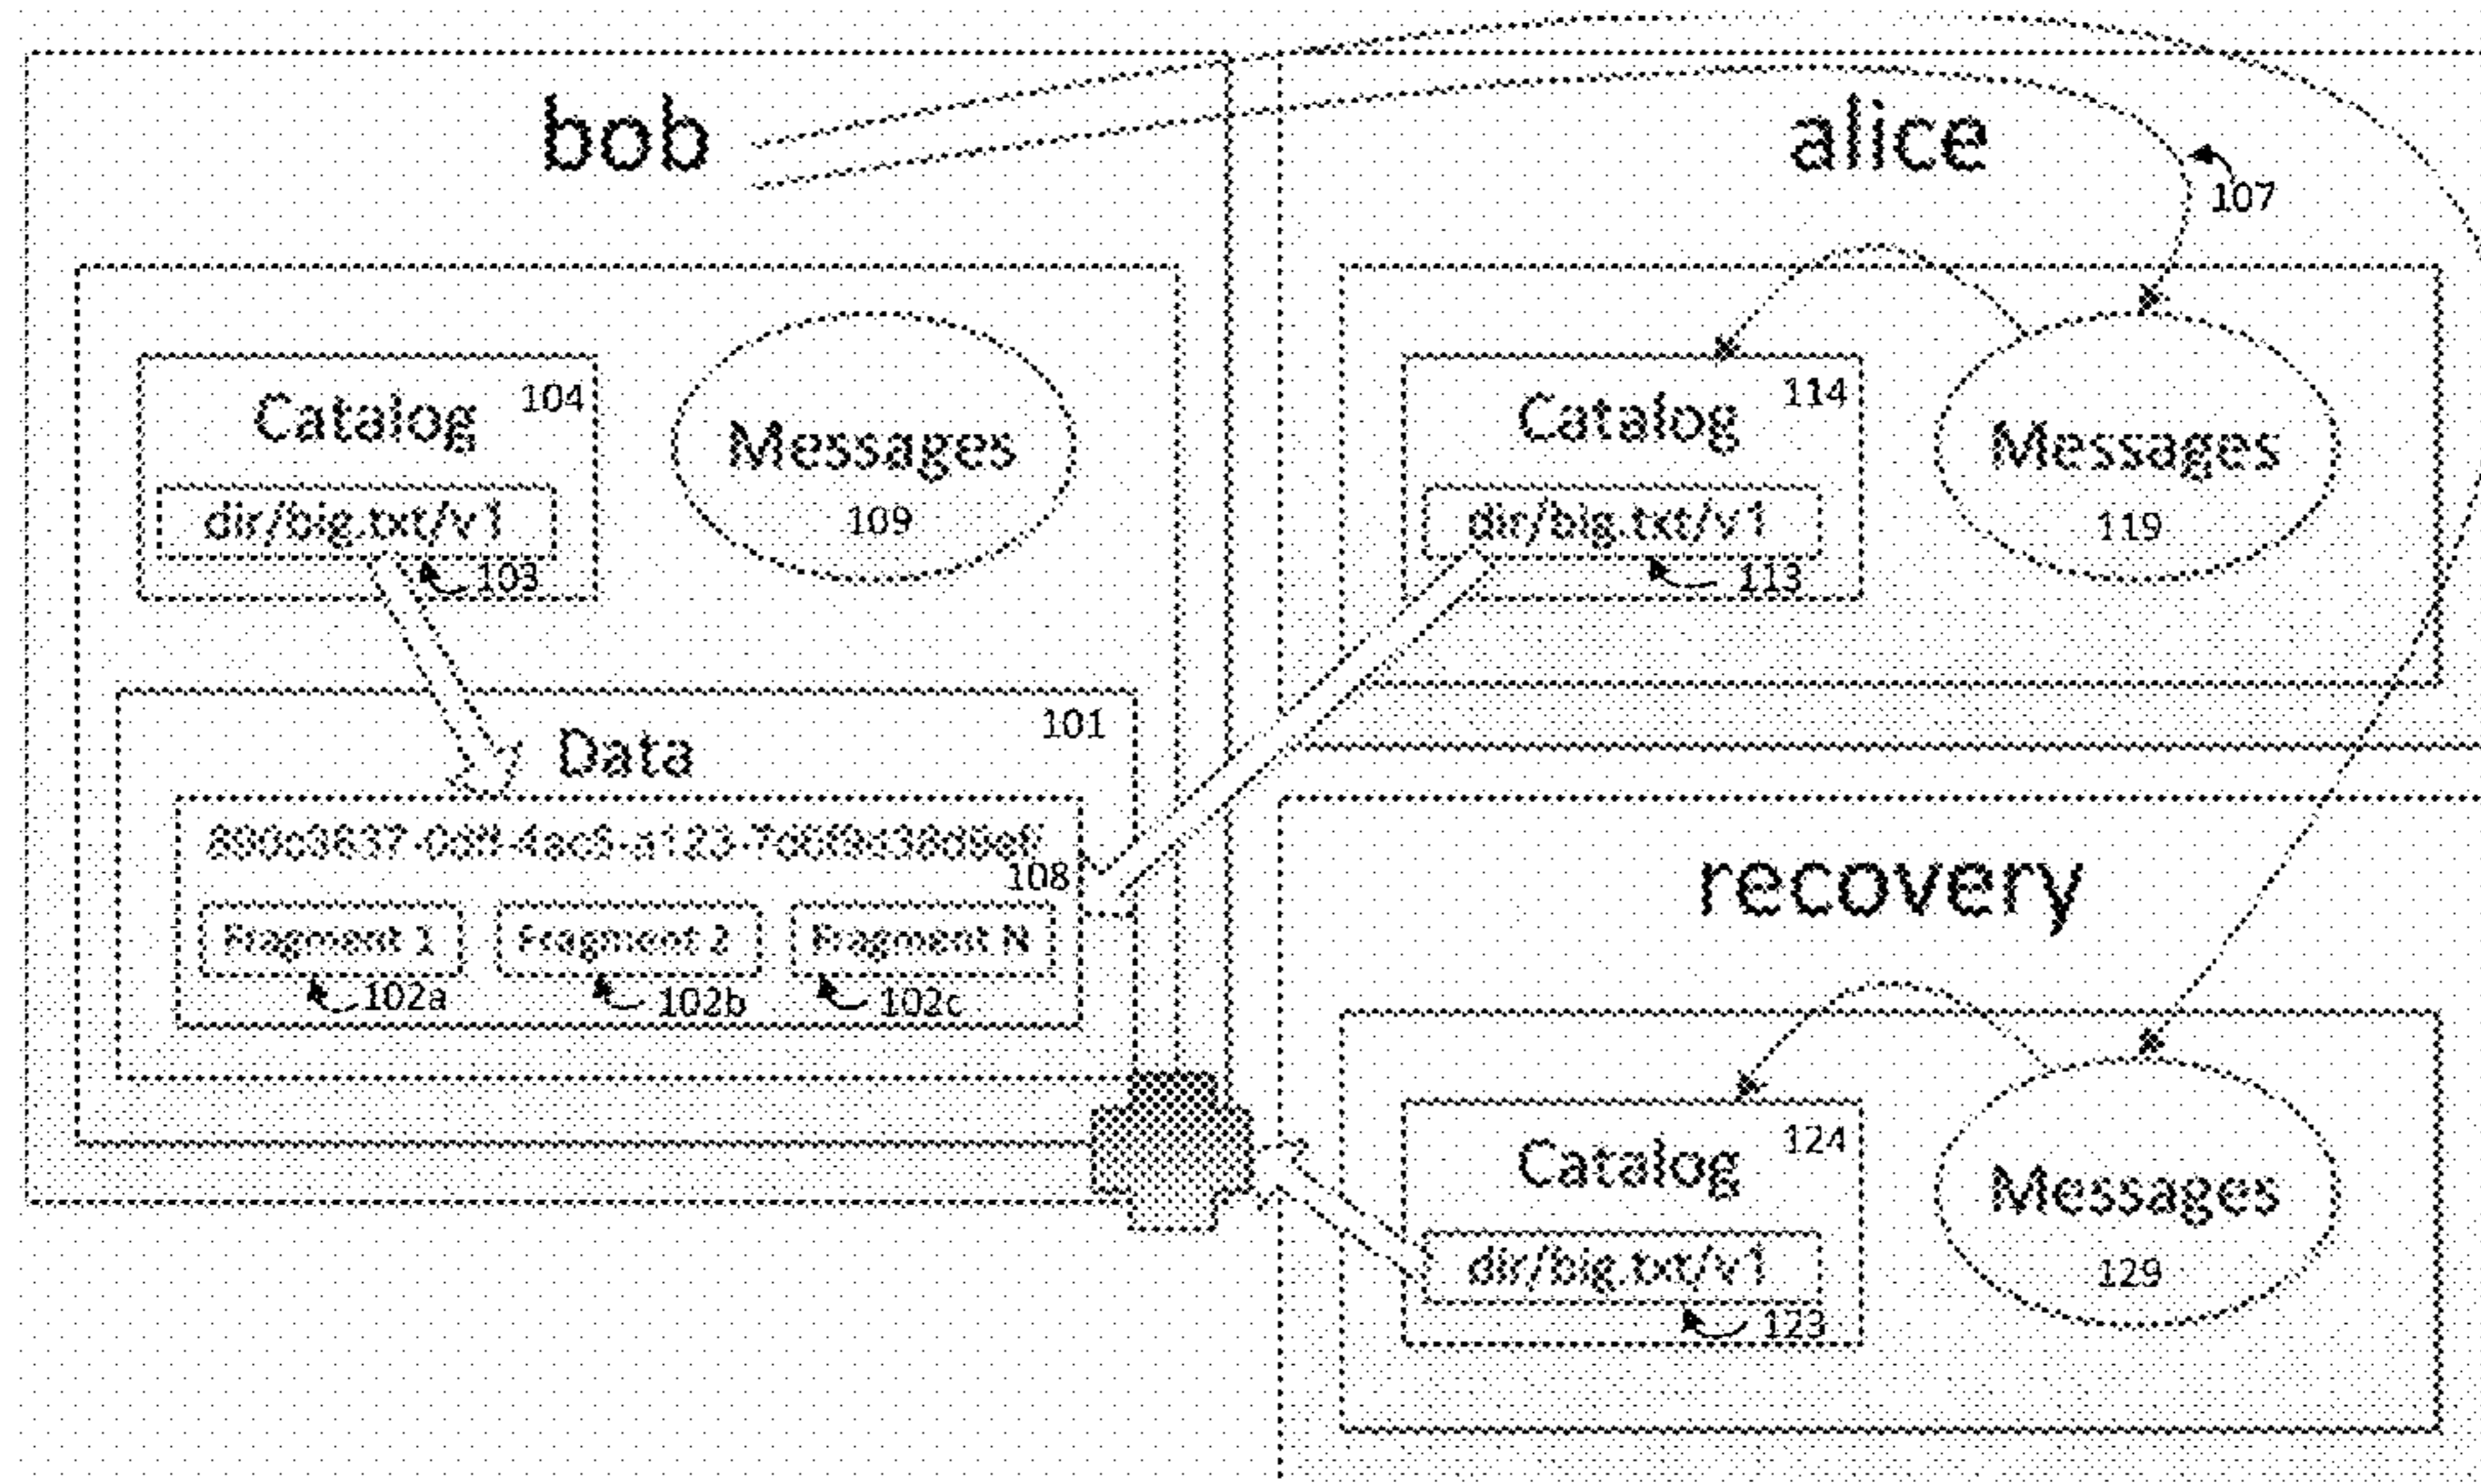 bob
Catalog
104
dir/big.txt/v1
103
Messages
109
Data
101
108
Fragment 1
Fragment 2
Fragment N
102a
102b
102c
alice
107
Catalog
114
dir/big.txt/v1
113
Messages
119
recovery
Catalog
124
dir/big.txt/v1
123
Messages
129